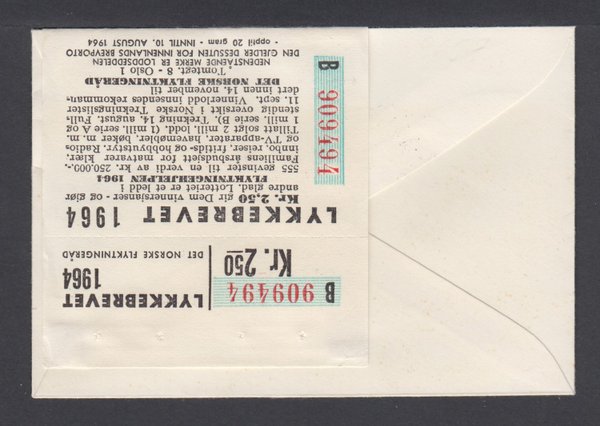 B 909494
LYKKEBREVET
1964
Kr. 2,50
DET NORSKE FLYKTNINGERÅD
LYKKEBREVET 1964
Kr. 2,50 gir Dem vinnersjanser - og gjør
andre glad. Lotteriet er et ledd i
FLYKTNINGEHJELPEN 1964
555 gevinster til en verdi av kr. 250.000,-.
Familiens årsbudsjett for matvarer, klær,
innbo, reiser, fritids- og hobbyutstyr, Radio-
og TV-apparater, havemøbler, bøker m. m.
Tillatt solgt 2 mill. lodd. (1 mill. serie A og
1 mill. serie B). Trekning 14. august. Full-
stendig oversikt i Norske Trekningslister
11. sept. Vinnerlodd innsendes rekomman-
dert innen 14. november til
DET NORSKE FLYKTNINGERÅD
Tomtegt. 8 - Oslo 1
NEDENSTÅENDE MERKE ER LODDSEDDELEN
DEN GJELDER DESSUTEN FOR INNENLANDS BREVPORTO
- opptil 20 gram - INNTIL 10. AUGUST 1964
B 909494